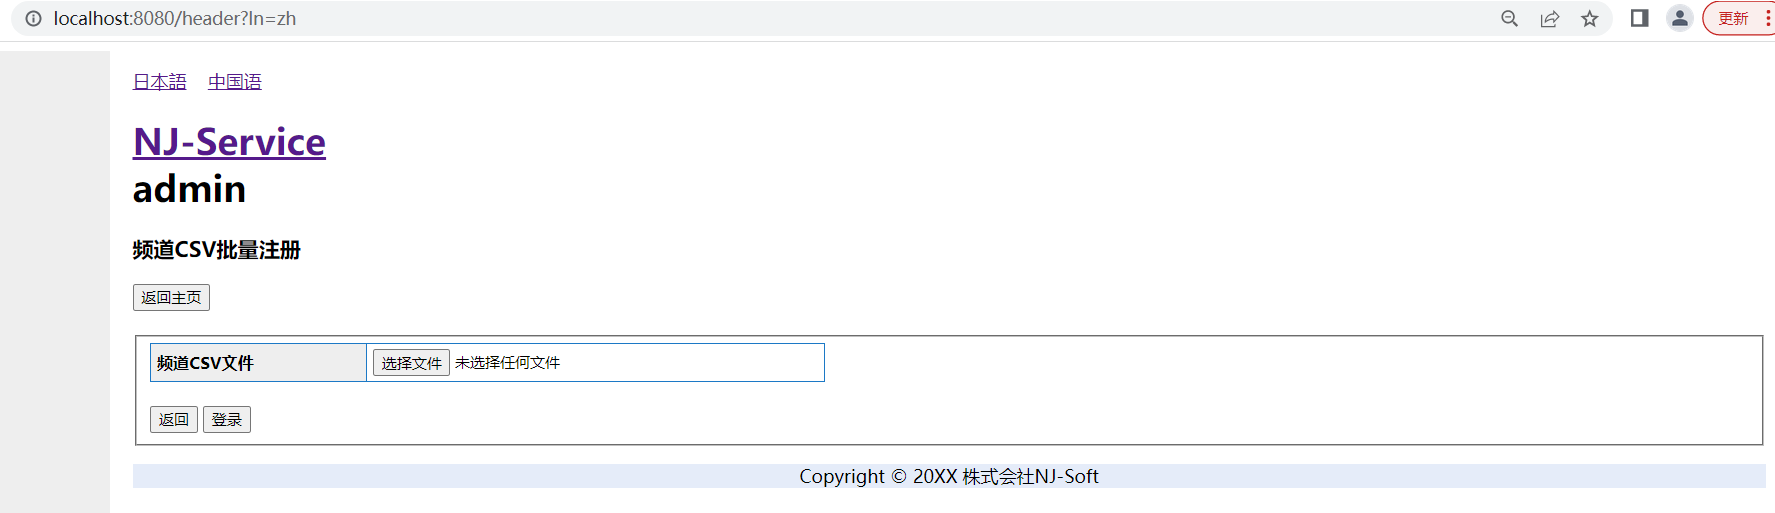 localhost:8080/header?ln=zh
更新
日本語 中国语
NJ-Service
admin
频道CSV批量注册
返回主页
频道CSV文件 选择文件 未选择任何文件
返回 登录
Copyright © 20XX 株式会社NJ-Soft